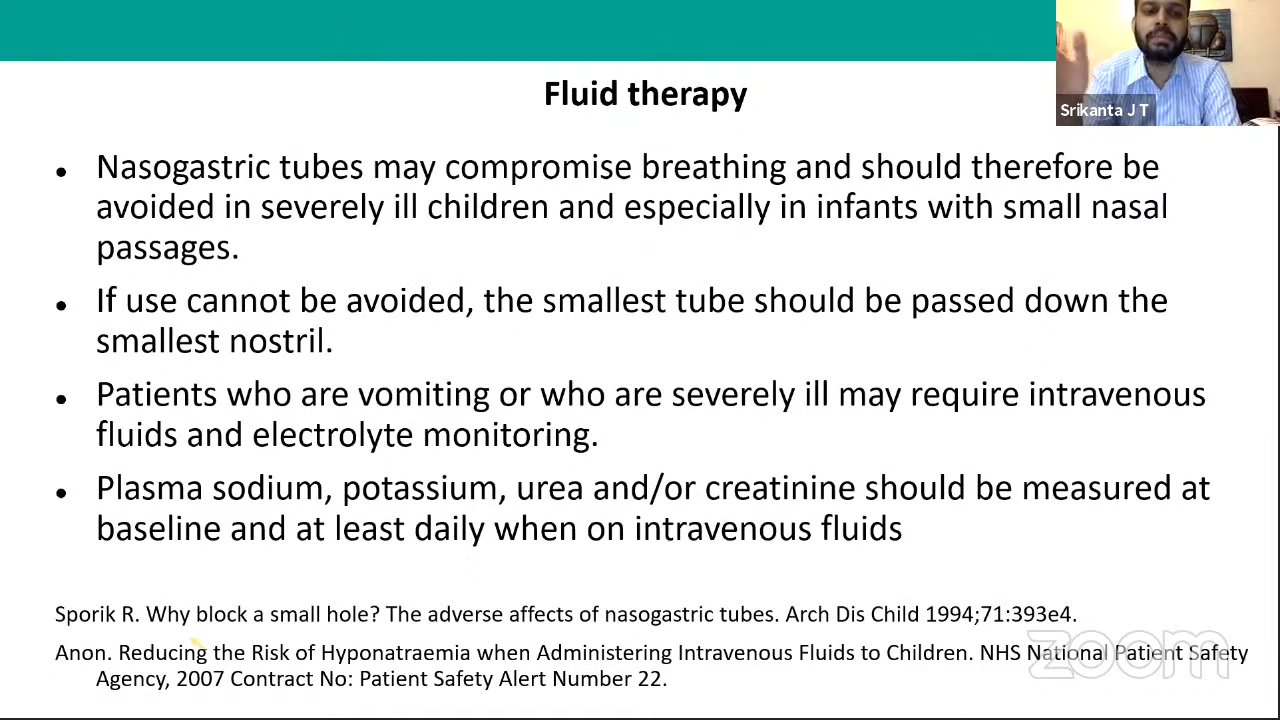 Srikanta J T
Fluid therapy
• Nasogastric tubes may compromise breathing and should therefore be
avoided in severely ill children and especially in infants with small nasal
passages.
• If use cannot be avoided, the smallest tube should be passed down the
smallest nostril.
• Patients who are vomiting or who are severely ill may require intravenous
fluids and electrolyte monitoring.
• Plasma sodium, potassium, urea and/or creatinine should be measured at
baseline and at least daily when on intravenous fluids
Sporik R. Why block a small hole? The adverse affects of nasogastric tubes. Arch Dis Child 1994;71:393e4.
Anon. Reducing the Risk of Hyponatraemia when Administering Intravenous Fluids to Children. NHS National Patient Safety
Agency, 2007 Contract No: Patient Safety Alert Number 22.
zoom